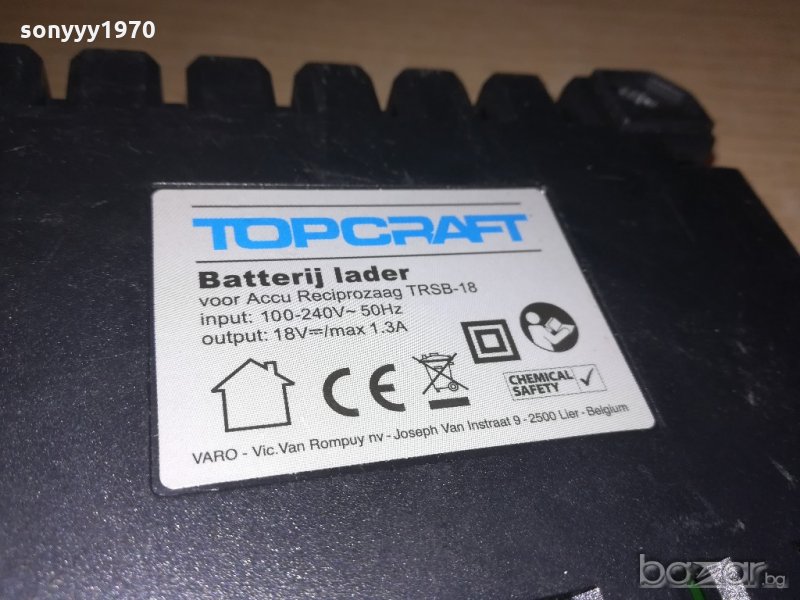 sonyyy1970
TOPCRAFT
Batterij lader
voor Accu Reciprozaag TRSB-18
input: 100-240V~ 50Hz
output: 18V⎓/max 1.3A
CE
CHEMICAL
SAFETY
VARO - Vic.Van Rompuy nv - Joseph Van Instraat 9 - 2500 Lier - Belgium
bazar.bg